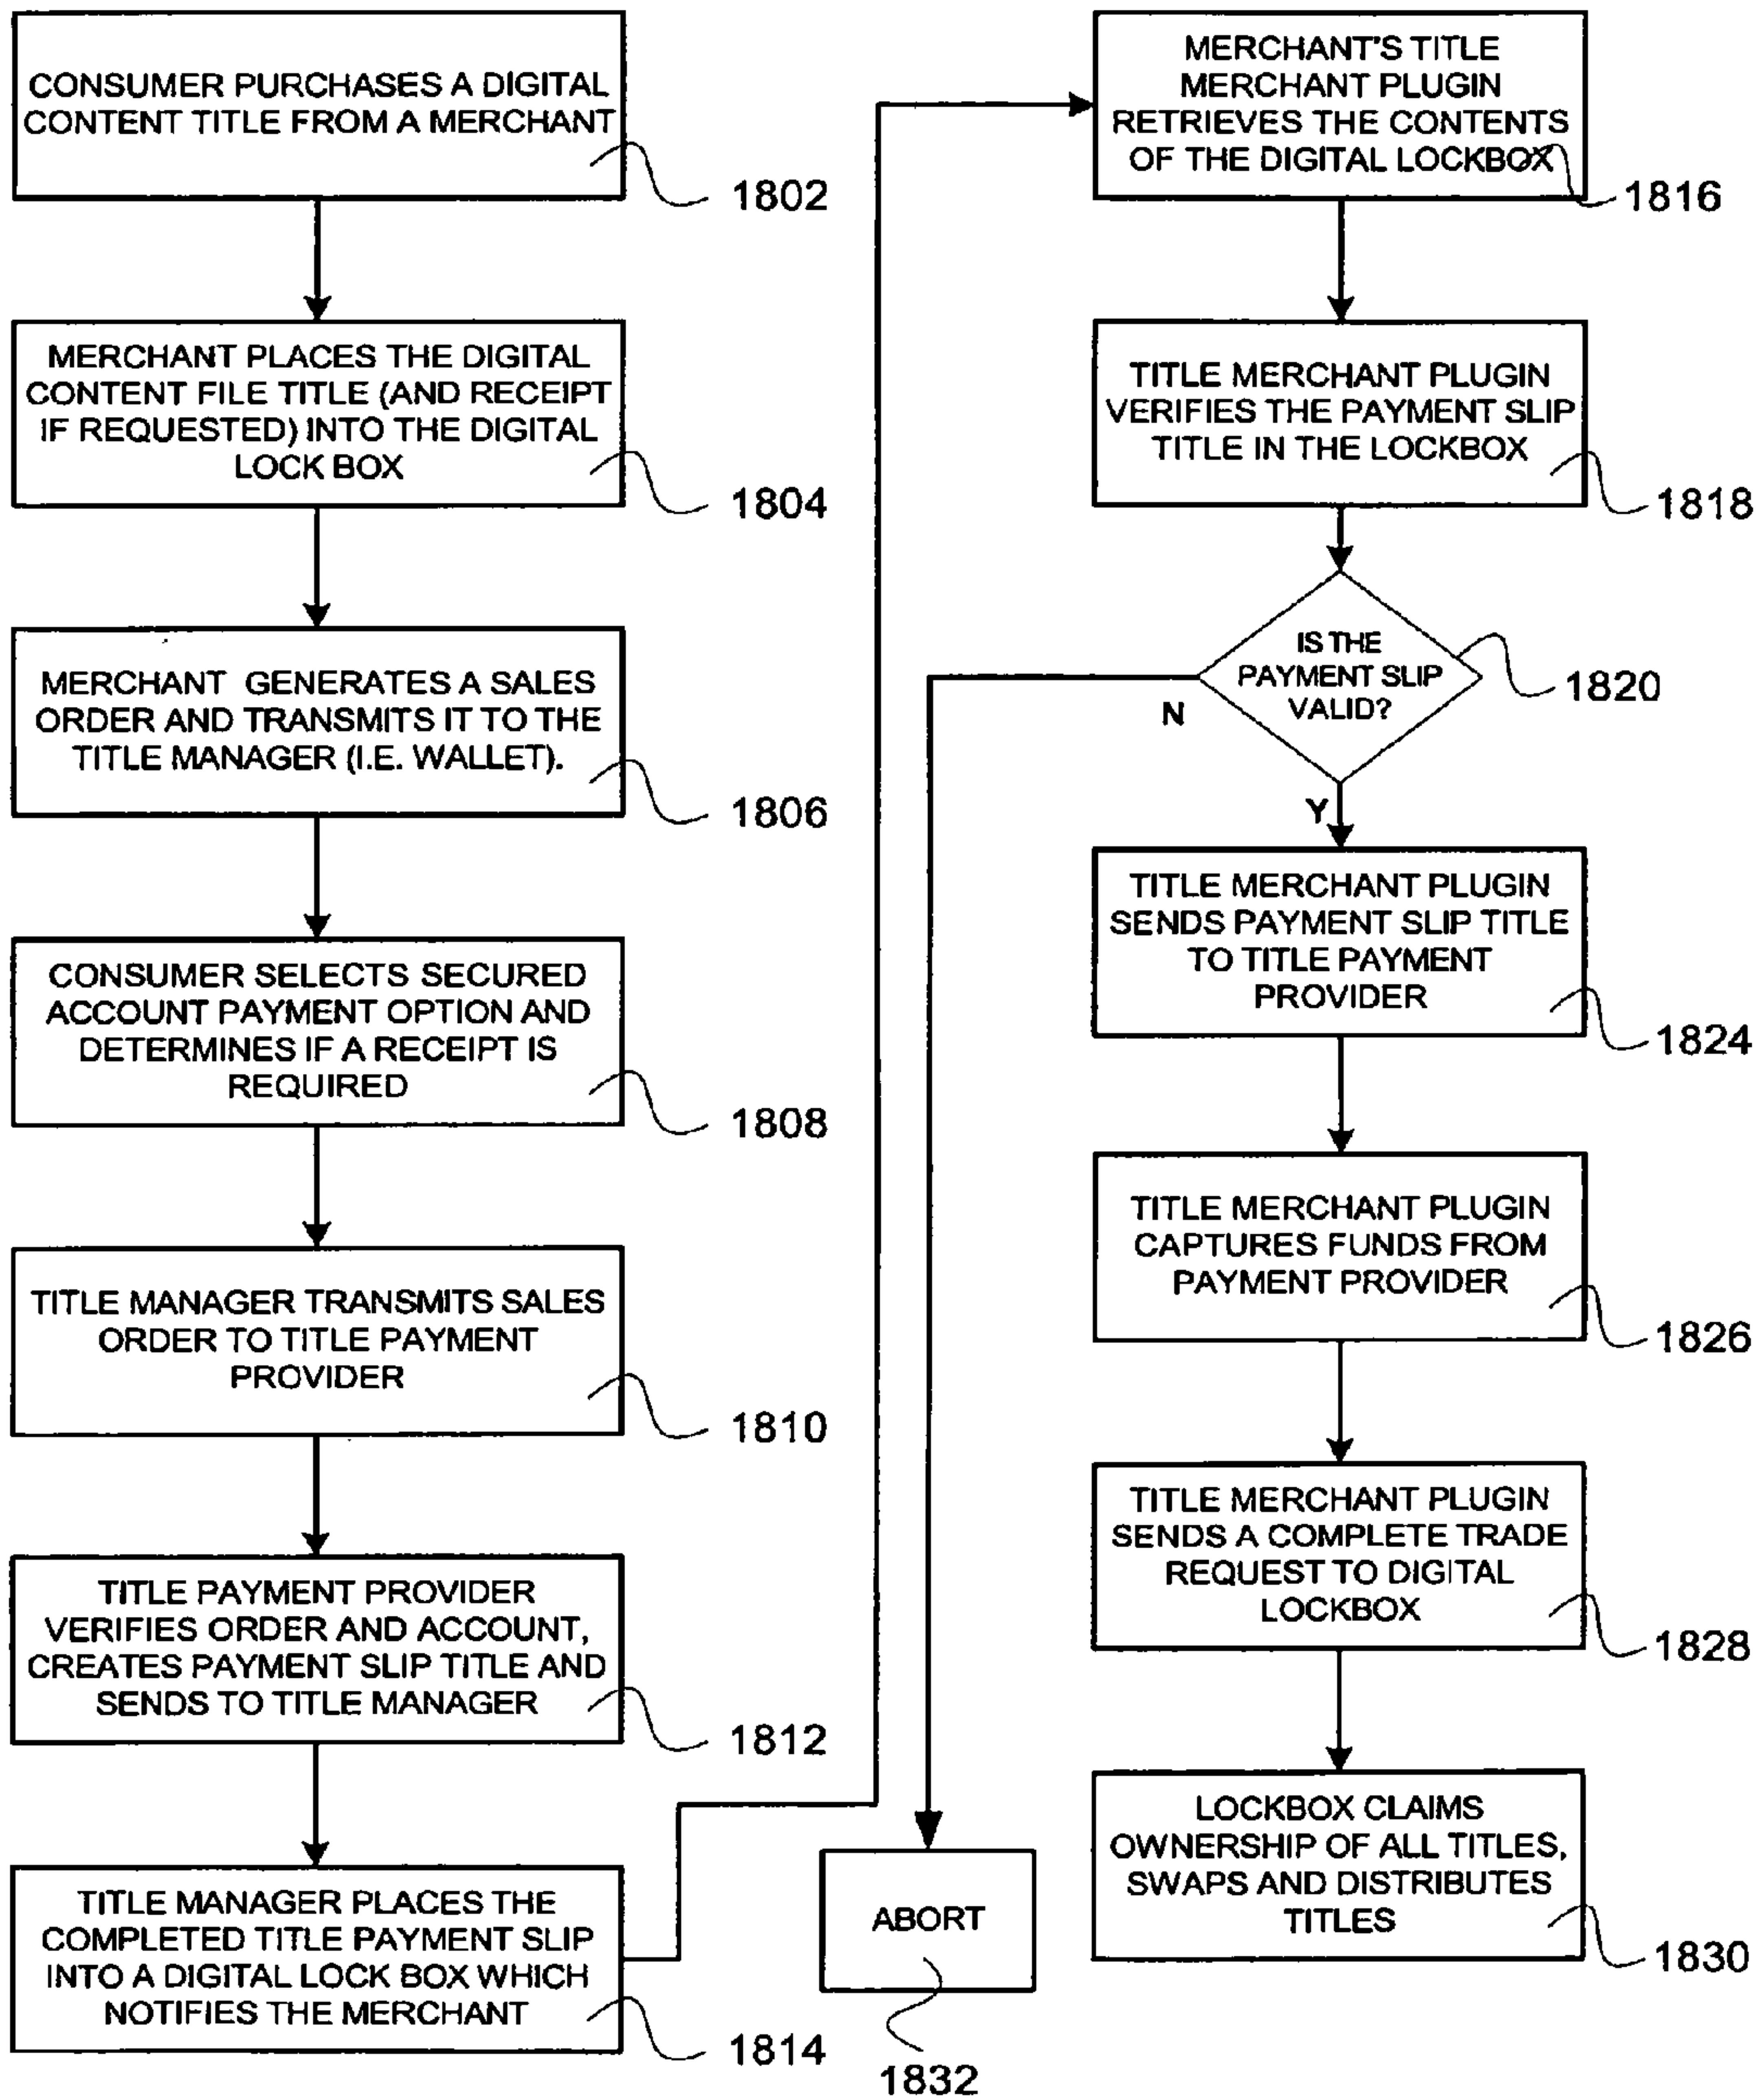 CONSUMER PURCHASES A DIGITAL
CONTENT TITLE FROM A MERCHANT
1802
MERCHANT PLACES THE DIGITAL
CONTENT FILE TITLE (AND RECEIPT
IF REQUESTED) INTO THE DIGITAL
LOCK BOX
1804
MERCHANT GENERATES A SALES
ORDER AND TRANSMITS IT TO THE
TITLE MANAGER (I.E. WALLET).
1806
CONSUMER SELECTS SECURED
ACCOUNT PAYMENT OPTION AND
DETERMINES IF A RECEIPT IS
REQUIRED
1808
TITLE MANAGER TRANSMITS SALES
ORDER TO TITLE PAYMENT
PROVIDER
1810
TITLE PAYMENT PROVIDER
VERIFIES ORDER AND ACCOUNT,
CREATES PAYMENT SLIP TITLE AND
SENDS TO TITLE MANAGER
1812
TITLE MANAGER PLACES THE
COMPLETED TITLE PAYMENT SLIP
INTO A DIGITAL LOCK BOX WHICH
NOTIFIES THE MERCHANT
1814
MERCHANT'S TITLE
MERCHANT PLUGIN
RETRIEVES THE CONTENTS
OF THE DIGITAL LOCKBOX
1816
TITLE MERCHANT PLUGIN
VERIFIES THE PAYMENT SLIP
TITLE IN THE LOCKBOX
1818
IS THE
PAYMENT SLIP
VALID?
1820
N
Y
TITLE MERCHANT PLUGIN
SENDS PAYMENT SLIP TITLE
TO TITLE PAYMENT
PROVIDER
1824
TITLE MERCHANT PLUGIN
CAPTURES FUNDS FROM
PAYMENT PROVIDER
1826
TITLE MERCHANT PLUGIN
SENDS A COMPLETE TRADE
REQUEST TO DIGITAL
LOCKBOX
1828
LOCKBOX CLAIMS
OWNERSHIP OF ALL TITLES,
SWAPS AND DISTRIBUTES
TITLES
1830
ABORT
1832